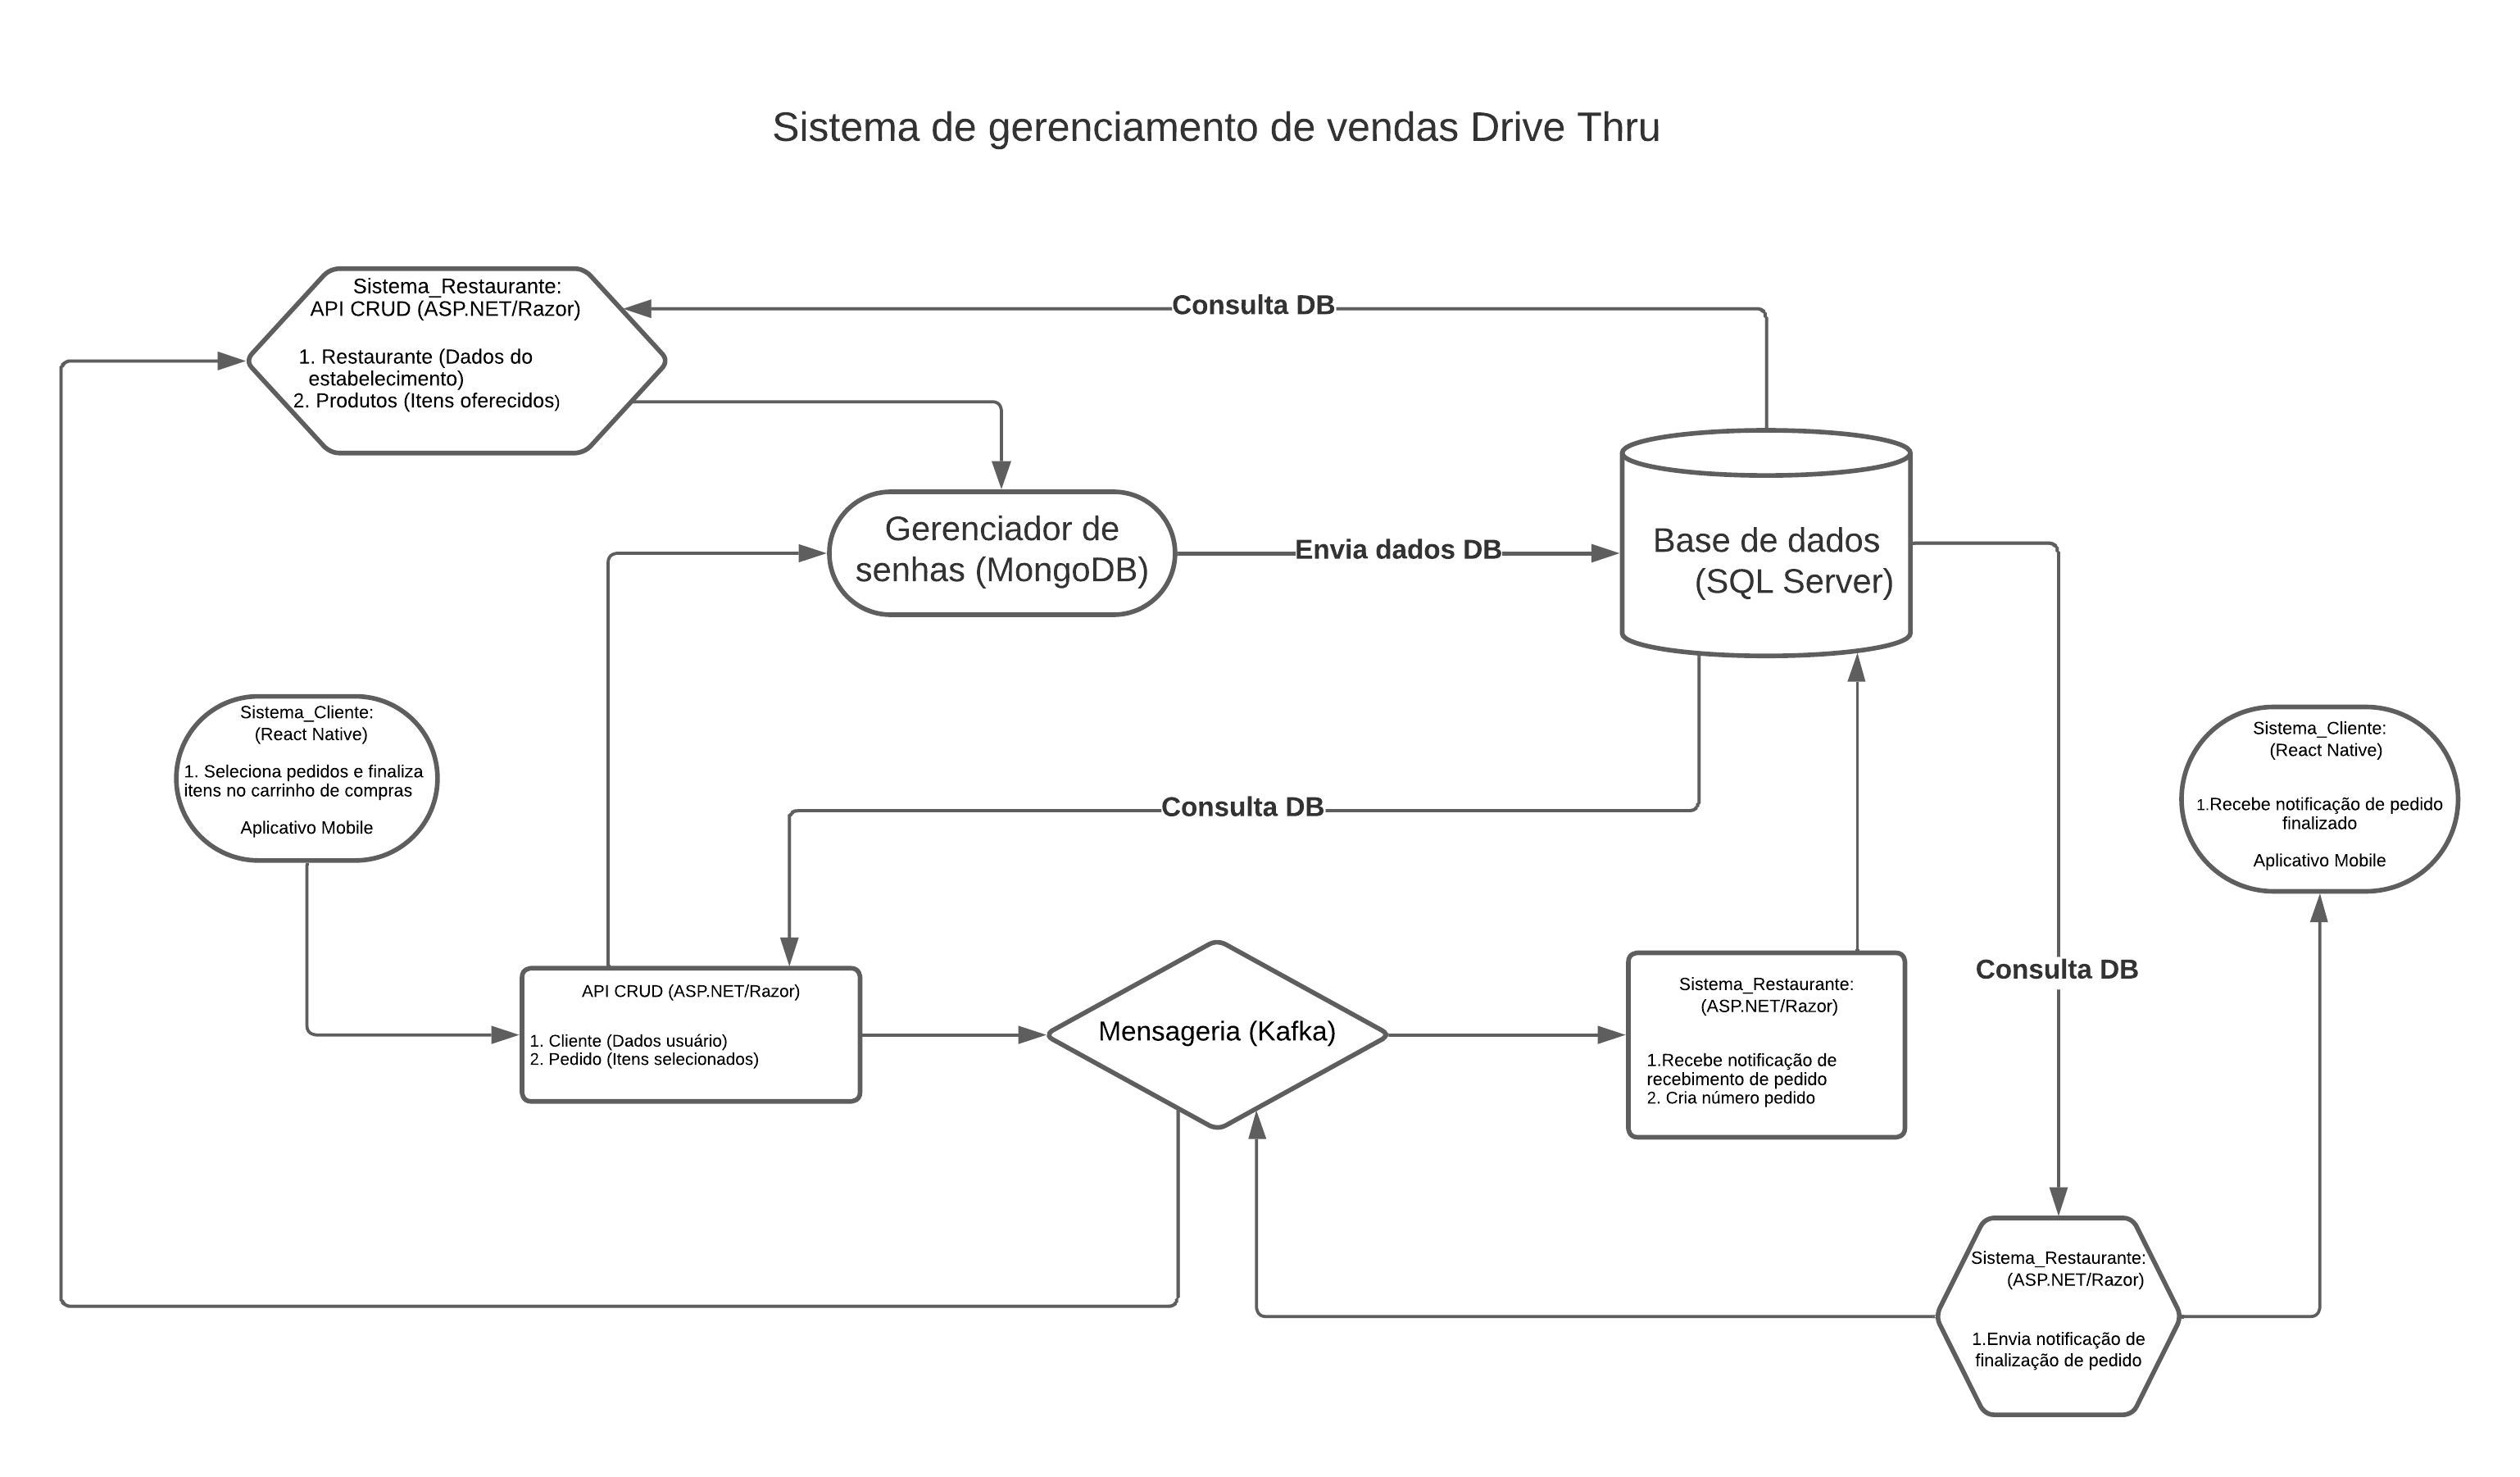 Sistema de gerenciamento de vendas Drive Thru
Sistema_Restaurante:
API CRUD (ASP.NET/Razor)
1. Restaurante (Dados do
estabelecimento)
2. Produtos (Itens oferecidos)
Consulta DB
Gerenciador de
senhas (MongoDB)
Envia dados DB
Base de dados
(SQL Server)
Sistema_Cliente:
(React Native)
1. Seleciona pedidos e finaliza
itens no carrinho de compras
Aplicativo Mobile
Consulta DB
Sistema_Cliente:
(React Native)
1.Recebe notificação de pedido
finalizado
Aplicativo Mobile
API CRUD (ASP.NET/Razor)
1. Cliente (Dados usuário)
2. Pedido (Itens selecionados)
Mensageria (Kafka)
Sistema_Restaurante:
(ASP.NET/Razor)
1.Recebe notificação de
recebimento de pedido
2. Cria número pedido
Consulta DB
Sistema_Restaurante:
(ASP.NET/Razor)
1.Envia notificação de
finalização de pedido